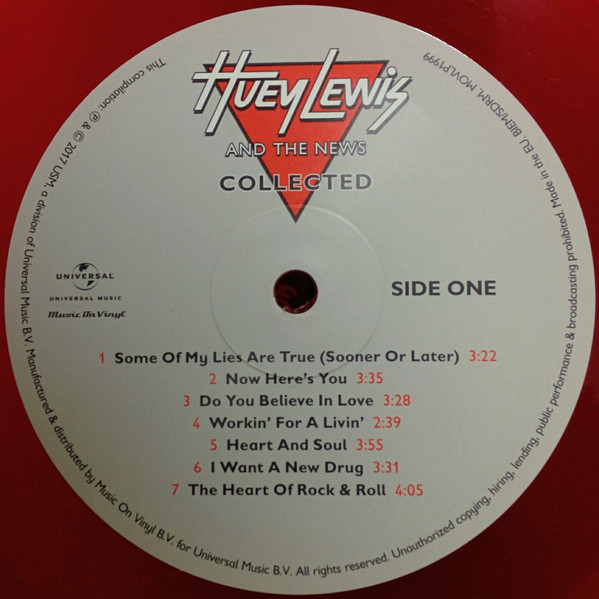 Huey Lewis
AND THE NEWS
COLLECTED
UNIVERSAL
UNIVERSAL MUSIC
Music On Vinyl
SIDE ONE
1 Some Of My Lies Are True (Sooner Or Later) 3:22
2 Now Here's You 3:35
3 Do You Believe In Love 3:28
4 Workin' For A Livin' 2:39
5 Heart And Soul 3:55
6 I Want A New Drug 3:31
7 The Heart Of Rock & Roll 4:05
This compilation: ℗ & © 2017 USM, a division of Universal Music B.V. Manufactured & distributed by Music On Vinyl B.V. for Universal Music B.V. All rights reserved. Unauthorized copying, hiring, lending, public performance & broadcasting prohibited. Made in the EU, BIEM/SDRM, MOVLP1999